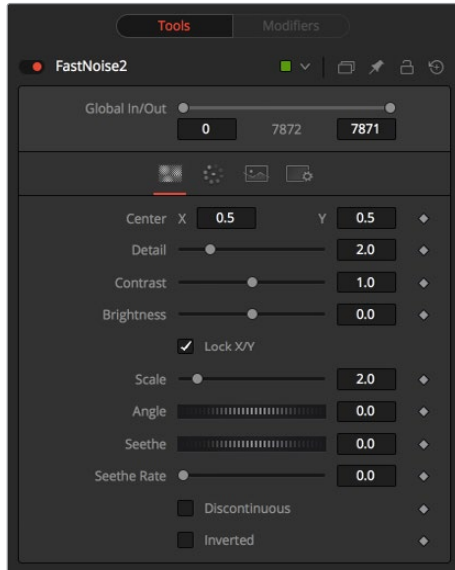 Tools Modifiers
FastNoise2
Global In/Out
0 7872 7871
Center X 0.5 Y 0.5
Detail 2.0
Contrast 1.0
Brightness 0.0
Lock X/Y
Scale 2.0
Angle 0.0
Seethe 0.0
Seethe Rate 0.0
Discontinuous
Inverted